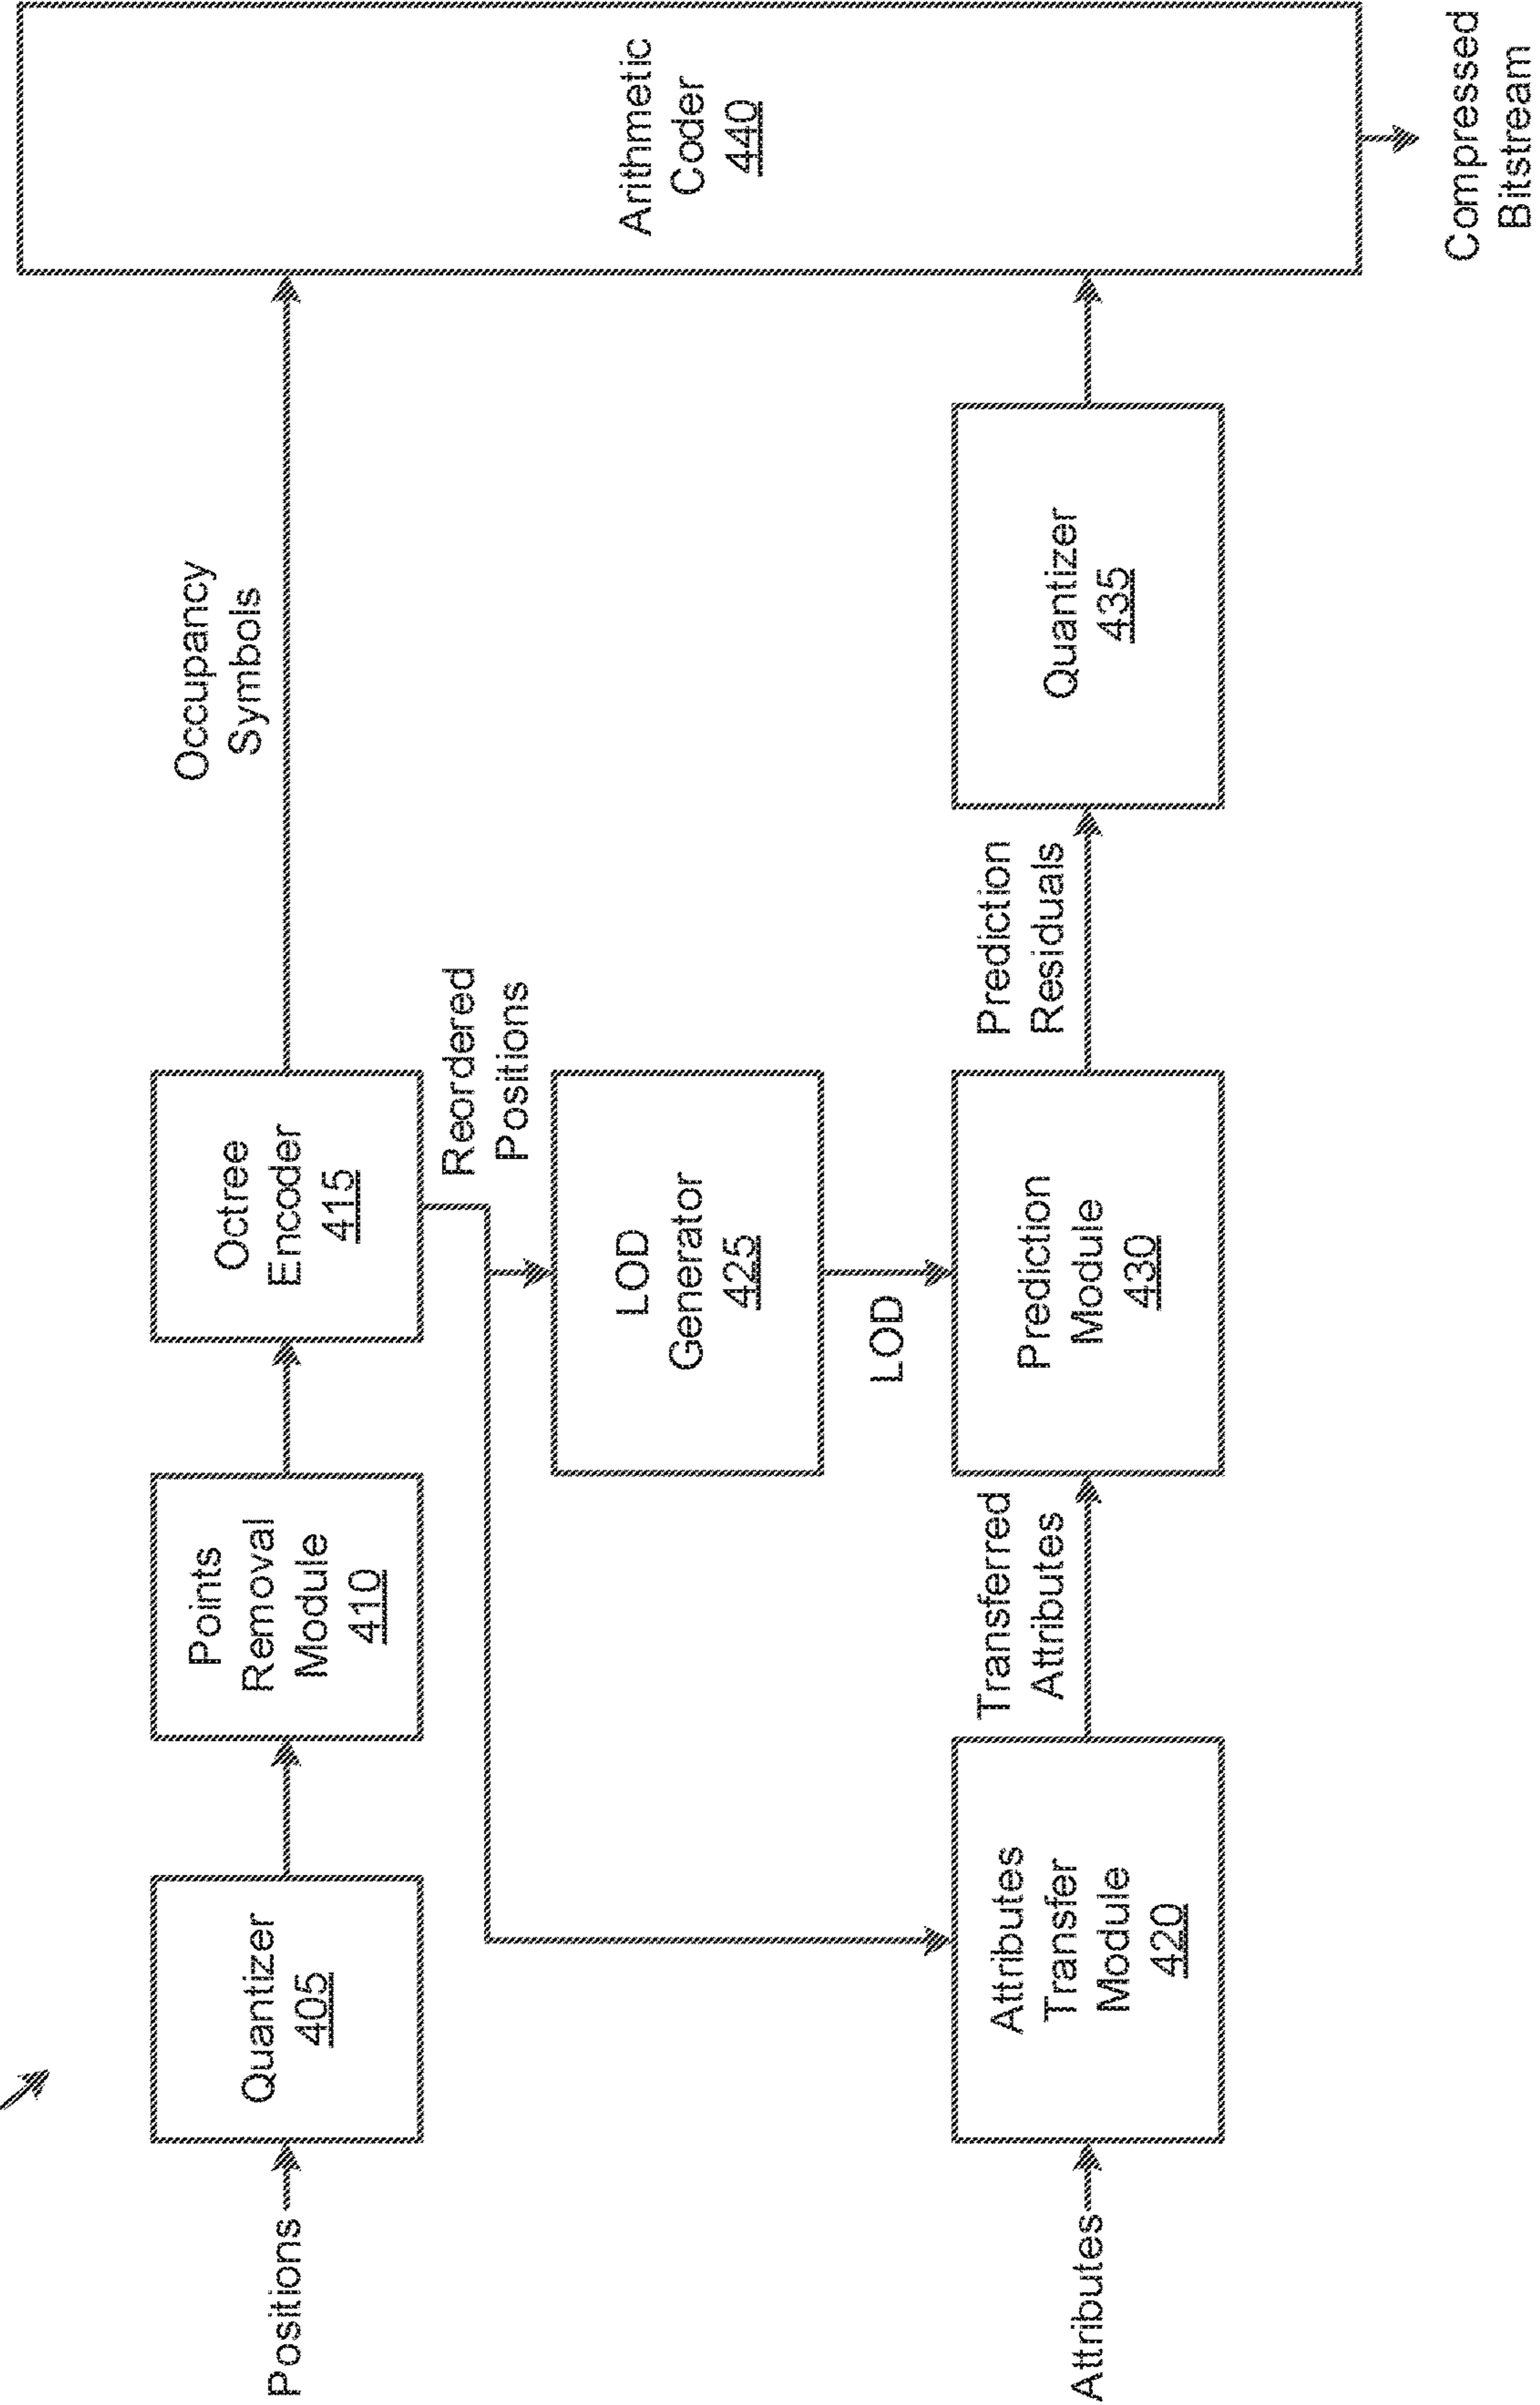 Positions
Quantizer
405
Points
Removal
Module
410
Octree
Encoder
415
Occupancy
Symbols
Reordered
Positions
LOD
Generator
425
LOD
Attributes
Attributes
Transfer
Module
420
Transferred
Attributes
Prediction
Module
430
Prediction
Residuals
Quantizer
435
Arithmetic
Coder
440
Compressed
Bitstream